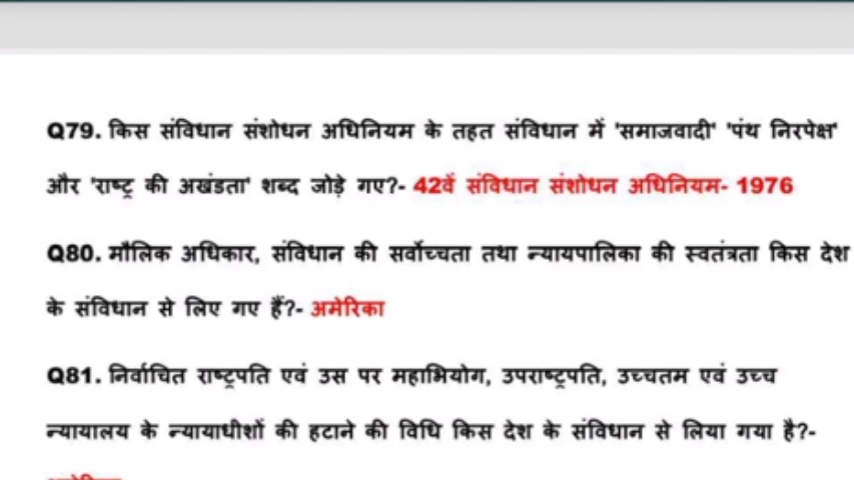 Q79. किस संविधान संशोधन अधिनियम के तहत संविधान में 'समाजवादी' 'पंथ निरपेक्ष'
और 'राष्ट्र की अखंडता' शब्द जोड़े गए?- 42वें संविधान संशोधन अधिनियम- 1976
Q80. मौलिक अधिकार, संविधान की सर्वोच्चता तथा न्यायपालिका की स्वतंत्रता किस देश
के संविधान से लिए गए हैं?- अमेरिका
Q81. निर्वाचित राष्ट्रपति एवं उस पर महाभियोग, उपराष्ट्रपति, उच्चतम एवं उच्च
न्यायालय के न्यायाधीशों की हटाने की विधि किस देश के संविधान से लिया गया है?-